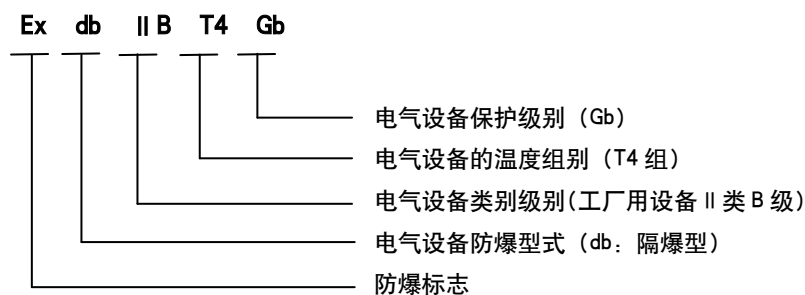 Ex db ⅡB T4 Gb
电气设备保护级别（Gb）
电气设备的温度组别（T4 组）
电气设备类别级别(工厂用设备Ⅱ类 B 级）
电气设备防爆型式（db：隔爆型）
防爆标志